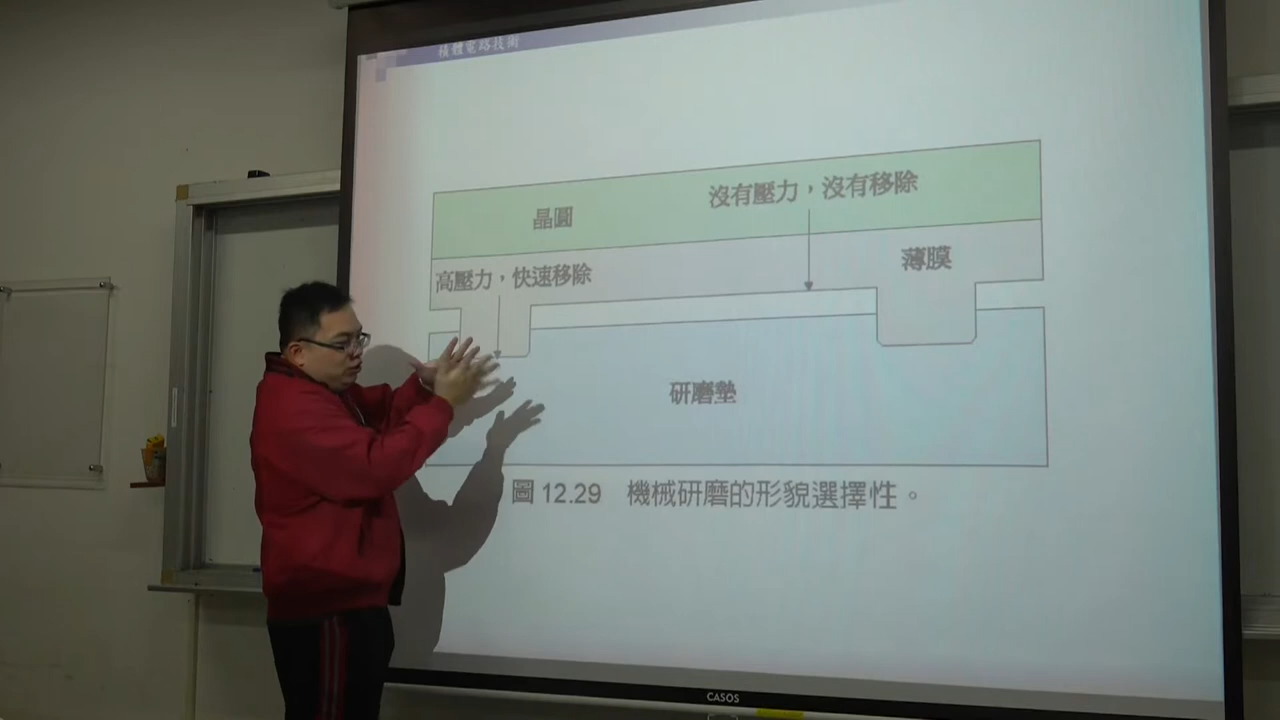 積體電路技術
沒有壓力，沒有移除
晶圓
薄膜
高壓力，快速移除
研磨墊
圖 12.29 機械研磨的形貌選擇性。
CASOS